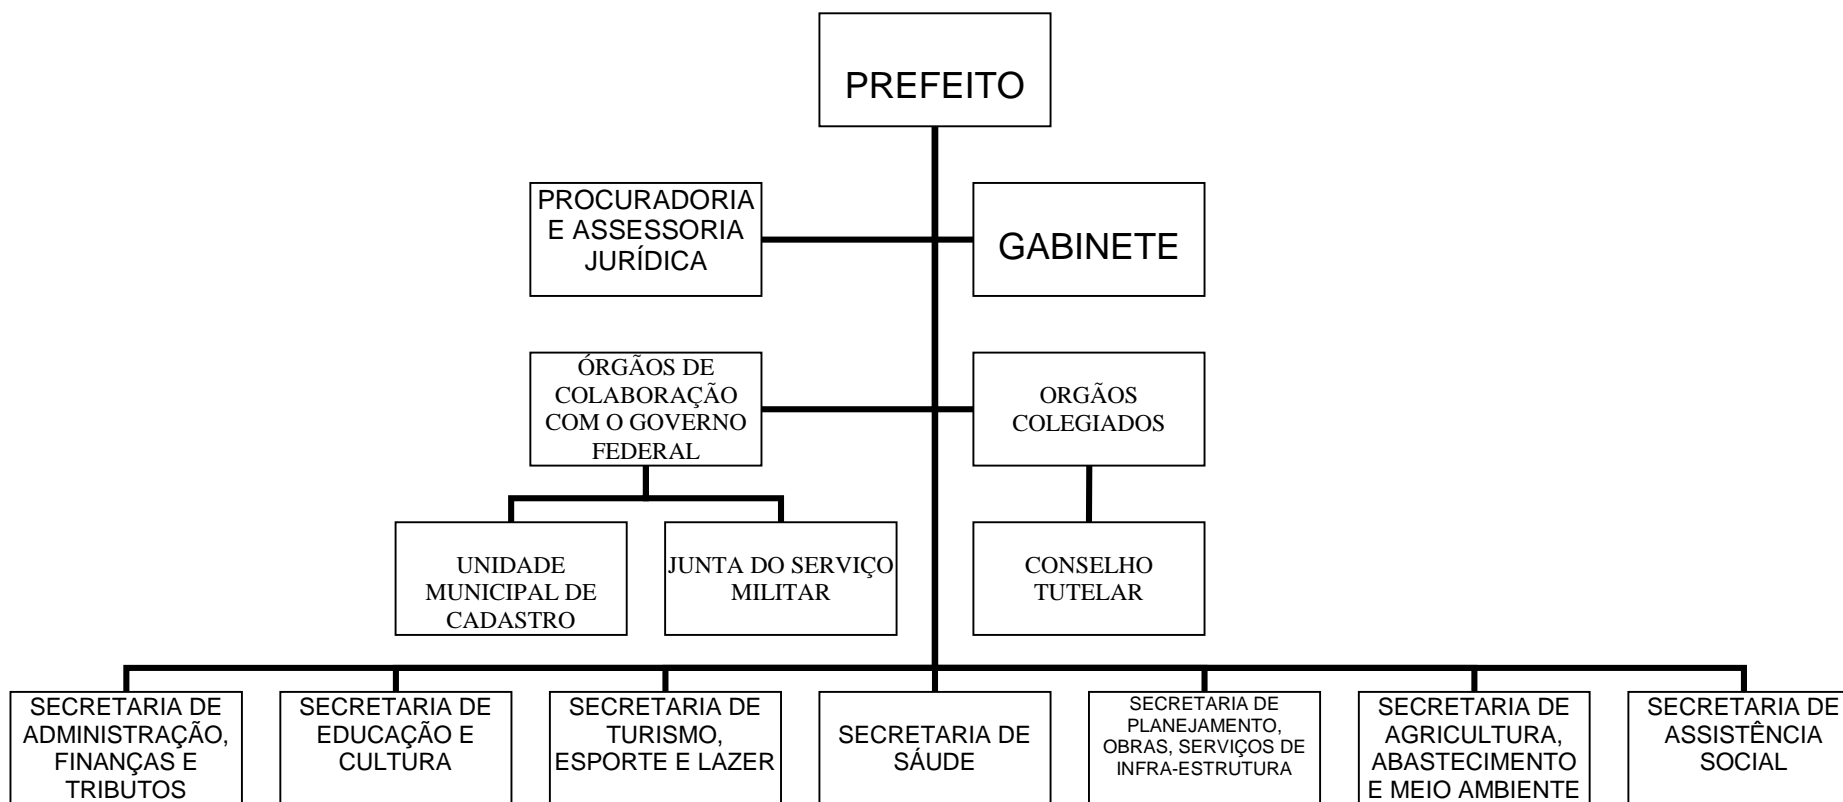 PREFEITO
PROCURADORIA
E ASSESSORIA
JURÍDICA
GABINETE
ÓRGÃOS DE
COLABORAÇÃO
COM O GOVERNO
FEDERAL
ORGÃOS
COLEGIADOS
UNIDADE
MUNICIPAL DE
CADASTRO
JUNTA DO SERVIÇO
MILITAR
CONSELHO
TUTELAR
SECRETARIA DE
ADMINISTRAÇÃO,
FINANÇAS E
TRIBUTOS
SECRETARIA DE
EDUCAÇÃO E
CULTURA
SECRETARIA DE
TURISMO,
ESPORTE E LAZER
SECRETARIA DE
SÁUDE
SECRETARIA DE
PLANEJAMENTO,
OBRAS, SERVIÇOS DE
INFRA-ESTRUTURA
SECRETARIA DE
AGRICULTURA,
ABASTECIMENTO
E MEIO AMBIENTE
SECRETARIA DE
ASSISTÊNCIA
SOCIAL